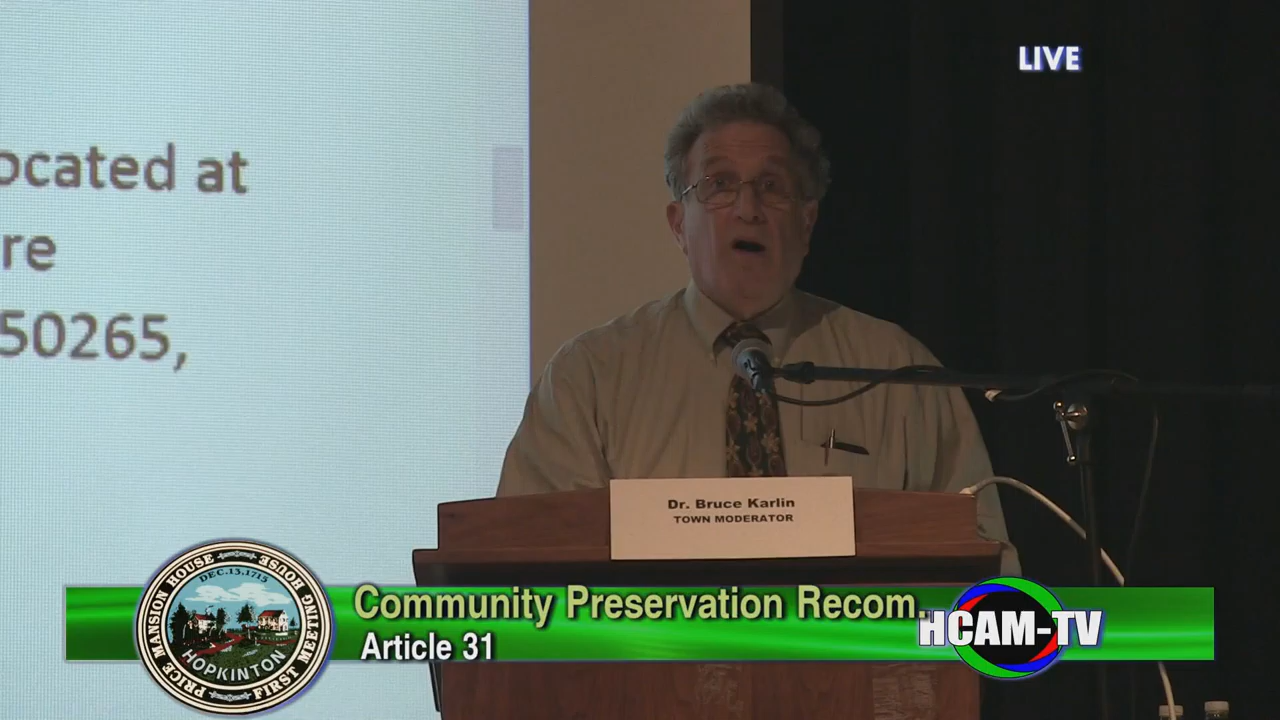 LIVE
ocated at
re
50265,
Dr. Bruce Karlin
TOWN MODERATOR
Community Preservation Recom.
Article 31
HCAM-TV
PRICE MANSION HOUSE
HOUSE FIRST MEETING
DEC.13.1715
HOPKINTON